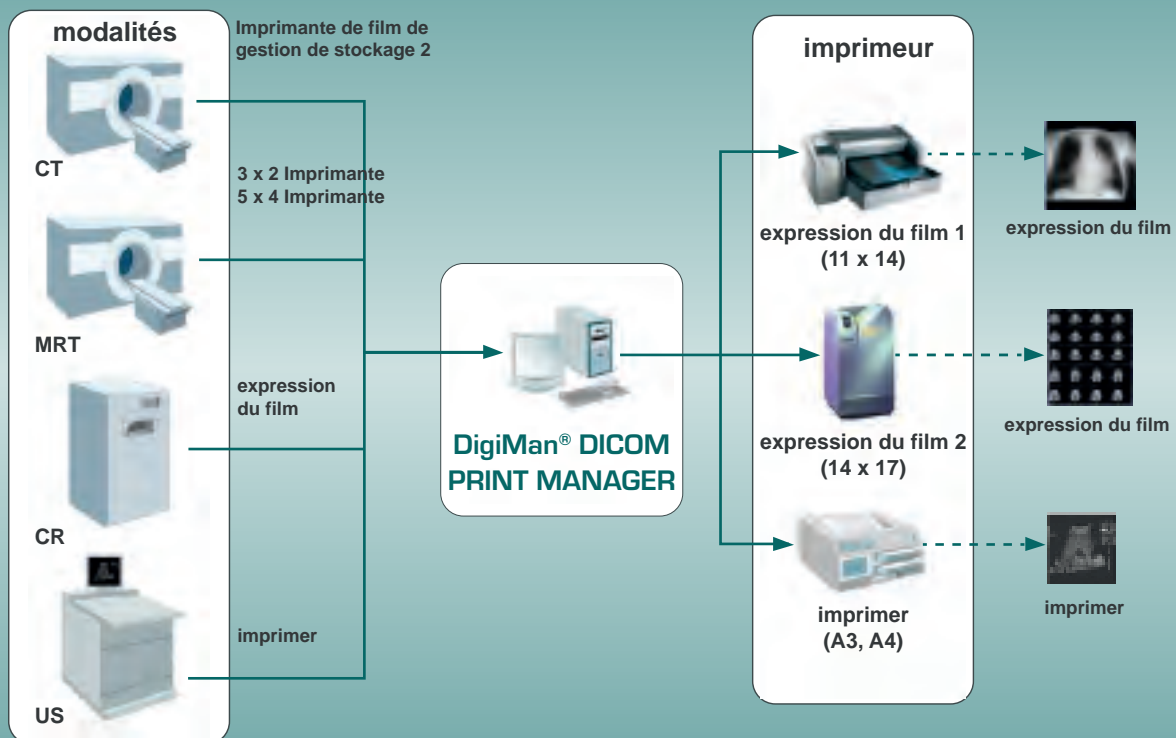 modalités
Imprimante de film de
gestion de stockage 2
CT
3 x 2 Imprimante
5 x 4 Imprimante
MRT
expression
du film
CR
imprimer
US
DigiMan® DICOM
PRINT MANAGER
imprimeur
expression du film 1
(11 x 14)
expression du film
expression du film 2
(14 x 17)
expression du film
imprimer
(A3, A4)
imprimer